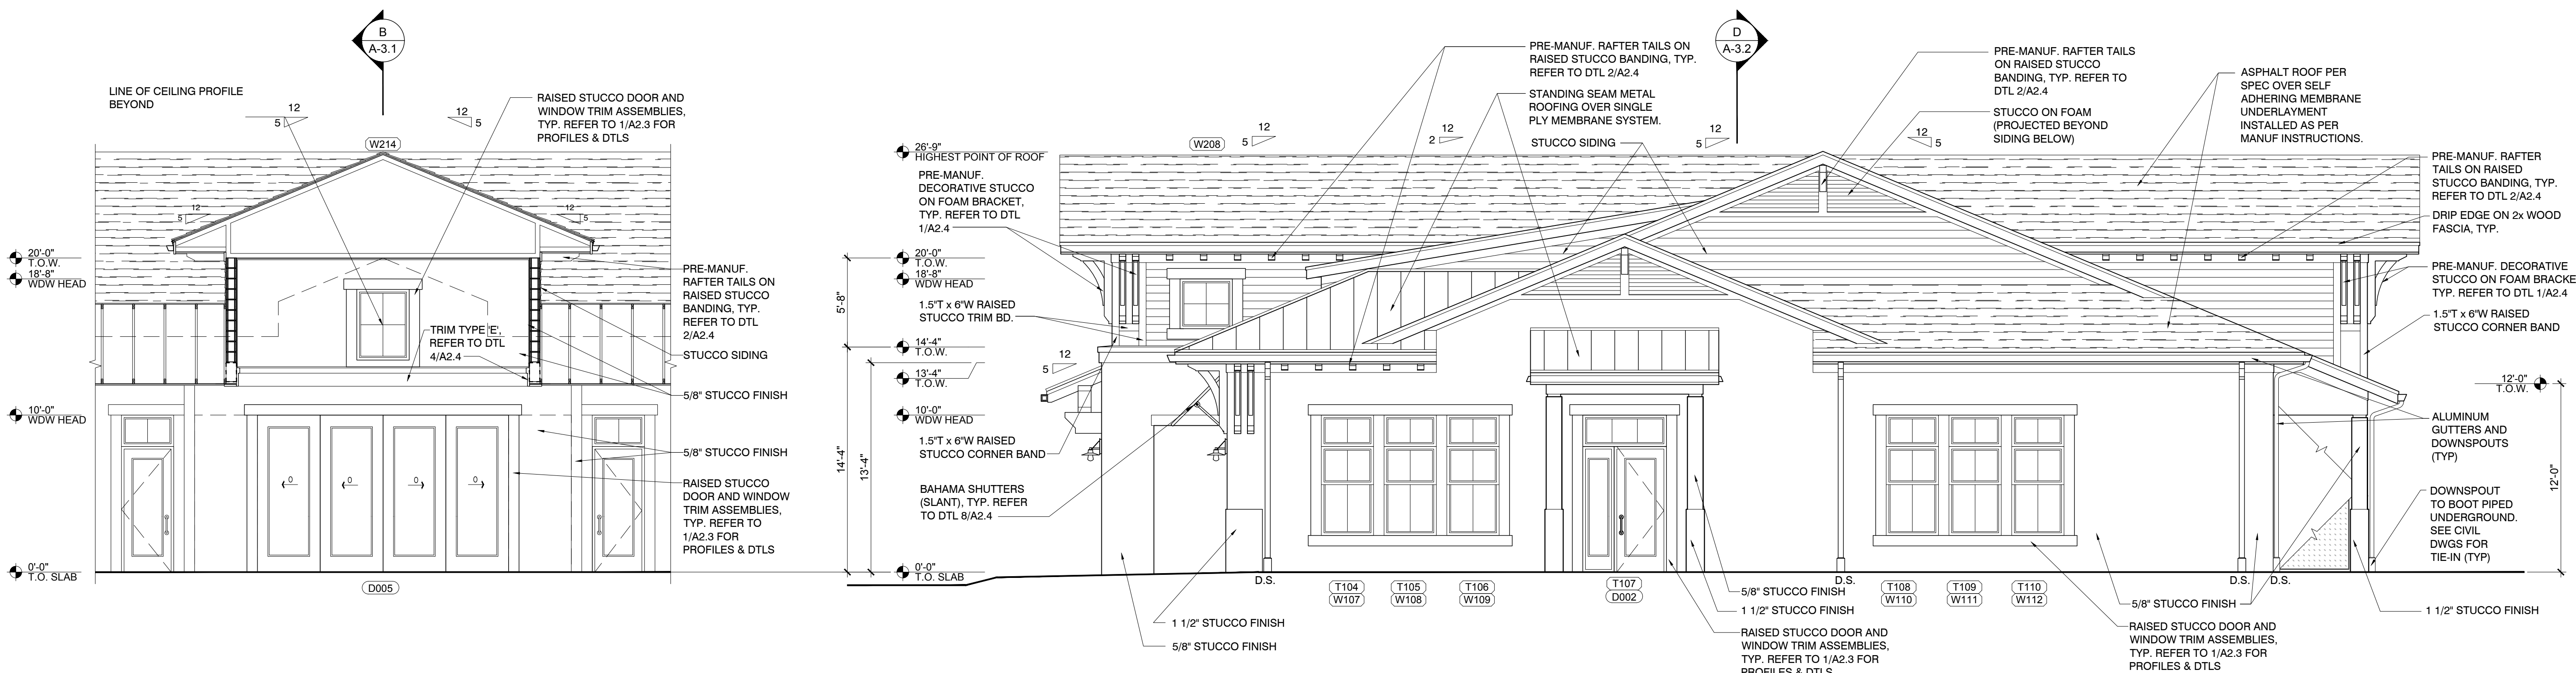 B
A-3.1
LINE OF CEILING PROFILE
BEYOND
12
5
12
5
RAISED STUCCO DOOR AND
WINDOW TRIM ASSEMBLIES,
TYP. REFER TO 1/A2.3 FOR
PROFILES & DTLS
W214
12
5
12
5
20'-0"
T.O.W.
18'-8"
WDW HEAD
10'-0"
WDW HEAD
0'-0"
T.O. SLAB
PRE-MANUF.
RAFTER TAILS ON
RAISED STUCCO
BANDING, TYP.
REFER TO DTL
2/A2.4
TRIM TYPE 'E',
REFER TO DTL
4/A2.4
STUCCO SIDING
5/8" STUCCO FINISH
5/8" STUCCO FINISH
RAISED STUCCO
DOOR AND WINDOW
TRIM ASSEMBLIES,
TYP. REFER TO
1/A2.3 FOR
PROFILES & DTLS
0
0
0
0
D005
D
A-3.2
PRE-MANUF. RAFTER TAILS ON
RAISED STUCCO BANDING, TYP.
REFER TO DTL 2/A2.4
STANDING SEAM METAL
ROOFING OVER SINGLE
PLY MEMBRANE SYSTEM.
STUCCO SIDING
PRE-MANUF. RAFTER TAILS
ON RAISED STUCCO
BANDING, TYP. REFER TO
DTL 2/A2.4
STUCCO ON FOAM
(PROJECTED BEYOND
SIDING BELOW)
ASPHALT ROOF PER
SPEC OVER SELF
ADHERING MEMBRANE
UNDERLAYMENT
INSTALLED AS PER
MANUF INSTRUCTIONS.
W208
12
5
12
2
12
5
12
5
26'-9"
HIGHEST POINT OF ROOF
PRE-MANUF.
DECORATIVE STUCCO
ON FOAM BRACKET,
TYP. REFER TO DTL
1/A2.4
20'-0"
T.O.W.
18'-8"
WDW HEAD
1.5"T x 6"W RAISED
STUCCO TRIM BD.
14'-4"
T.O.W.
12
5
13'-4"
T.O.W.
10'-0"
WDW HEAD
1.5"T x 6"W RAISED
STUCCO CORNER BAND
BAHAMA SHUTTERS
(SLANT), TYP. REFER
TO DTL 8/A2.4
0'-0"
T.O. SLAB
5'-8"
14'-4"
13'-4"
PRE-MANUF. RAFTER
TAILS ON RAISED
STUCCO BANDING, TYP.
REFER TO DTL 2/A2.4
DRIP EDGE ON 2x WOOD
FASCIA, TYP.
PRE-MANUF. DECORATIVE
STUCCO ON FOAM BRACKE
TYP. REFER TO DTL 1/A2.4
1.5"T x 6"W RAISED
STUCCO CORNER BAND
12'-0"
T.O.W.
ALUMINUM
GUTTERS AND
DOWNSPOUTS
(TYP)
12'-0"
DOWNSPOUT
TO BOOT PIPED
UNDERGROUND.
SEE CIVIL
DWGS FOR
TIE-IN (TYP)
D.S.
D.S.
D.S.
D.S.
T104
W107
T105
W108
T106
W109
T107
D002
T108
W110
T109
W111
T110
W112
1 1/2" STUCCO FINISH
5/8" STUCCO FINISH
5/8" STUCCO FINISH
1 1/2" STUCCO FINISH
RAISED STUCCO DOOR AND
WINDOW TRIM ASSEMBLIES,
TYP. REFER TO 1/A2.3 FOR
PROFILES & DTLS
5/8" STUCCO FINISH
RAISED STUCCO DOOR AND
WINDOW TRIM ASSEMBLIES,
TYP. REFER TO 1/A2.3 FOR
PROFILES & DTLS
1 1/2" STUCCO FINISH